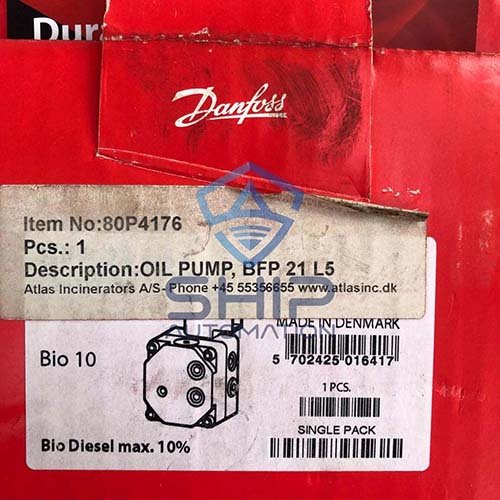 Dura
Danfoss
Item No:80P4176
Pcs.: 1
Description:OIL PUMP, BFP 21 L5
Atlas Incinerators A/S- Phone +45 55356655 www.atlasinc.dk
SHIP
AUTOMATION
MADE IN DENMARK
5 702425 016417
Bio 10
1 PCS.
SINGLE PACK
Bio Diesel max. 10%